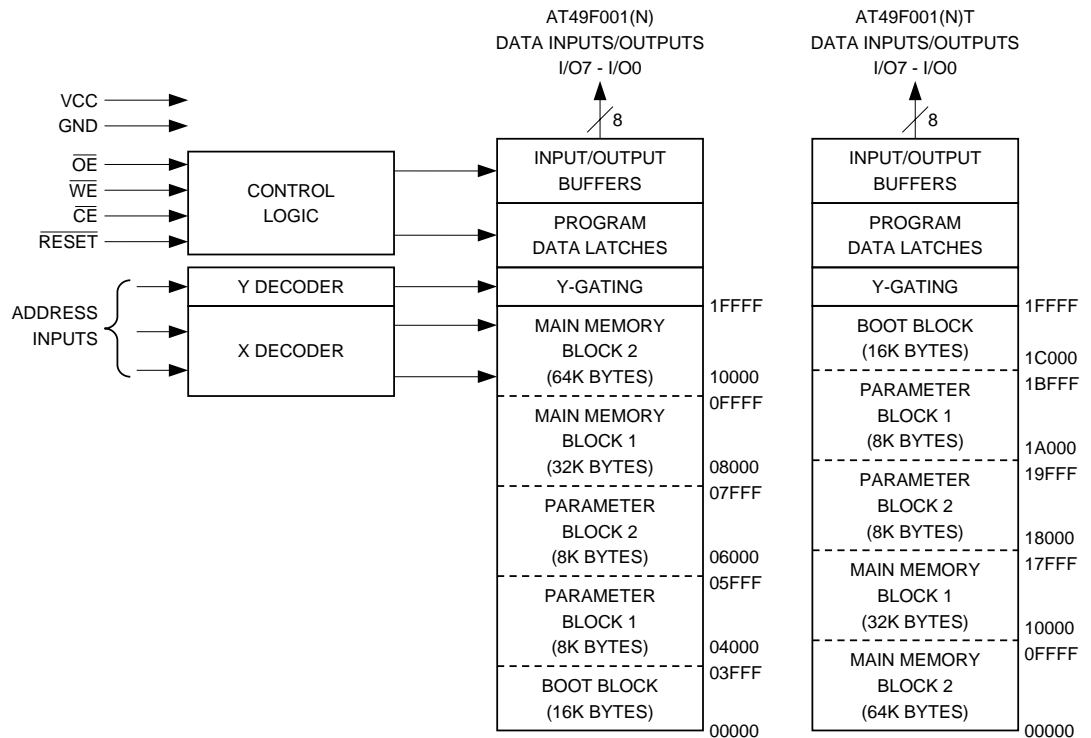 AT49F001(N)
DATA INPUTS/OUTPUTS
I/O7 - I/O0
8
AT49F001(N)T
DATA INPUTS/OUTPUTS
I/O7 - I/O0
8
VCC
GND
OE
WE
CE
RESET
ADDRESS
INPUTS
CONTROL
LOGIC
Y DECODER
X DECODER
INPUT/OUTPUT
BUFFERS
PROGRAM
DATA LATCHES
Y-GATING
1FFFF
MAIN MEMORY
BLOCK 2
(64K BYTES)
10000
0FFFF
MAIN MEMORY
BLOCK 1
(32K BYTES)
08000
07FFF
PARAMETER
BLOCK 2
(8K BYTES)
06000
05FFF
PARAMETER
BLOCK 1
(8K BYTES)
04000
03FFF
BOOT BLOCK
(16K BYTES)
00000
INPUT/OUTPUT
BUFFERS
PROGRAM
DATA LATCHES
Y-GATING
1FFFF
BOOT BLOCK
(16K BYTES)
1C000
1BFFF
PARAMETER
BLOCK 1
(8K BYTES)
1A000
19FFF
PARAMETER
BLOCK 2
(8K BYTES)
18000
17FFF
MAIN MEMORY
BLOCK 1
(32K BYTES)
10000
0FFFF
MAIN MEMORY
BLOCK 2
(64K BYTES)
00000